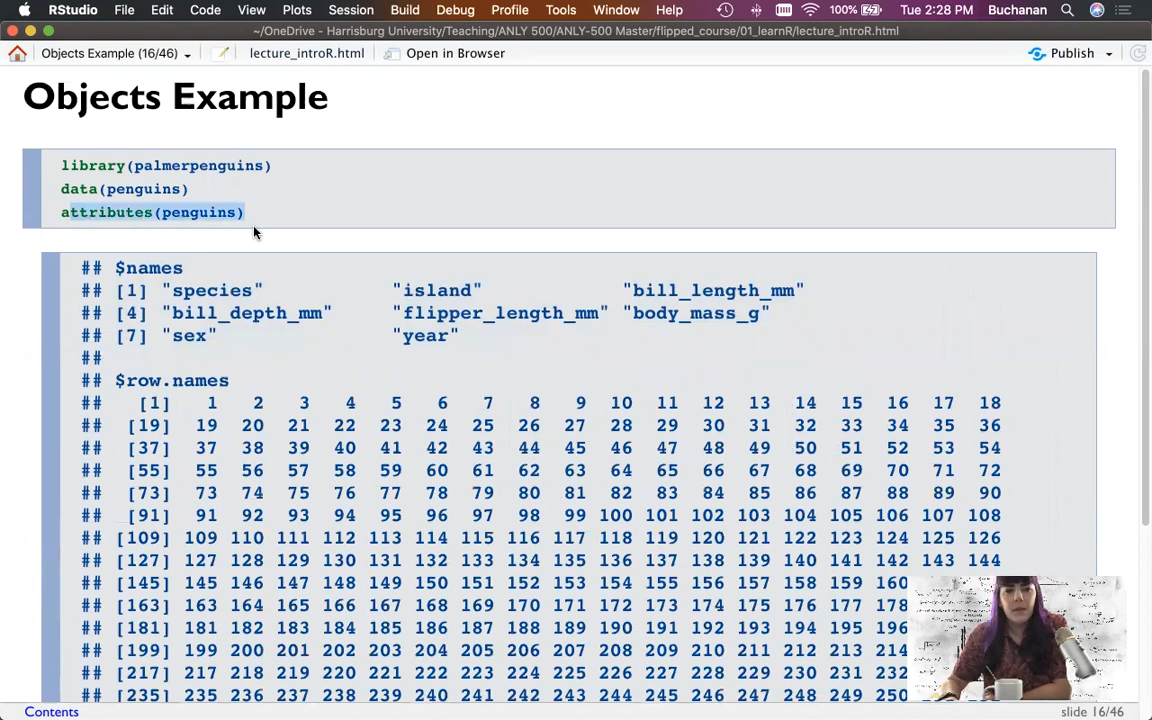 RStudio File Edit Code View Plots Session Build Debug Profile Tools Window Help 100% Tue 2:28 PM Buchanan
~/OneDrive - Harrisburg University/Teaching/ANLY 500/ANLY-500 Master/flipped_course/01_learnR/lecture_introR.html
Objects Example (16/46) lecture_introR.html Open in Browser Publish
Objects Example
library(palmerpenguins)
data(penguins)
attributes(penguins)
## $names
## [1] "species" "island" "bill_length_mm"
## [4] "bill_depth_mm" "flipper_length_mm" "body_mass_g"
## [7] "sex" "year"
##
## $row.names
## [1] 1 2 3 4 5 6 7 8 9 10 11 12 13 14 15 16 17 18
## [19] 19 20 21 22 23 24 25 26 27 28 29 30 31 32 33 34 35 36
## [37] 37 38 39 40 41 42 43 44 45 46 47 48 49 50 51 52 53 54
## [55] 55 56 57 58 59 60 61 62 63 64 65 66 67 68 69 70 71 72
## [73] 73 74 75 76 77 78 79 80 81 82 83 84 85 86 87 88 89 90
## [91] 91 92 93 94 95 96 97 98 99 100 101 102 103 104 105 106 107 108
## [109] 109 110 111 112 113 114 115 116 117 118 119 120 121 122 123 124 125 126
## [127] 127 128 129 130 131 132 133 134 135 136 137 138 139 140 141 142 143 144
## [145] 145 146 147 148 149 150 151 152 153 154 155 156 157 158 159 160
## [163] 163 164 165 166 167 168 169 170 171 172 173 174 175 176 177 178
## [181] 181 182 183 184 185 186 187 188 189 190 191 192 193 194 195 196
## [199] 199 200 201 202 203 204 205 206 207 208 209 210 211 212 213 214
## [217] 217 218 219 220 221 222 223 224 225 226 227 228 229 230 231 232
## [235] 235 236 237 238 239 240 241 242 243 244 245 246 247 248 249 250
Contents slide 16/46